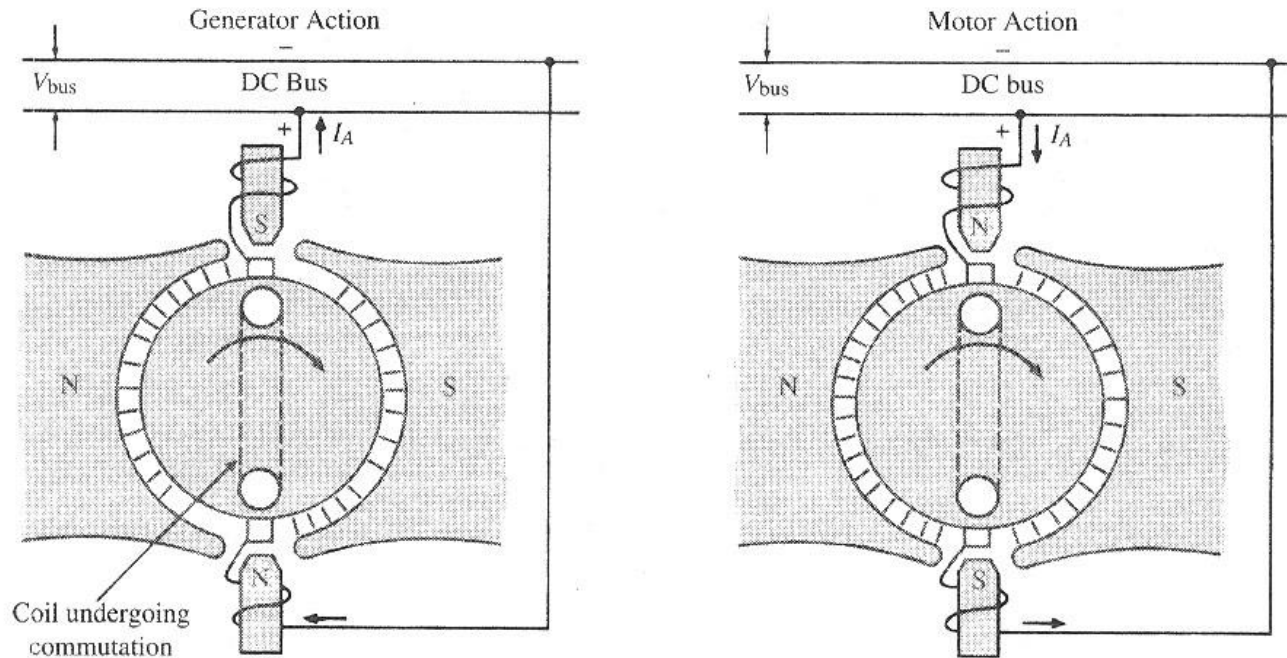 Generator Action
−
V_bus
DC Bus
+
I_A
S
N
S
N
Coil undergoing
commutation
Motor Action
−
V_bus
DC bus
+
I_A
N
N
S
S